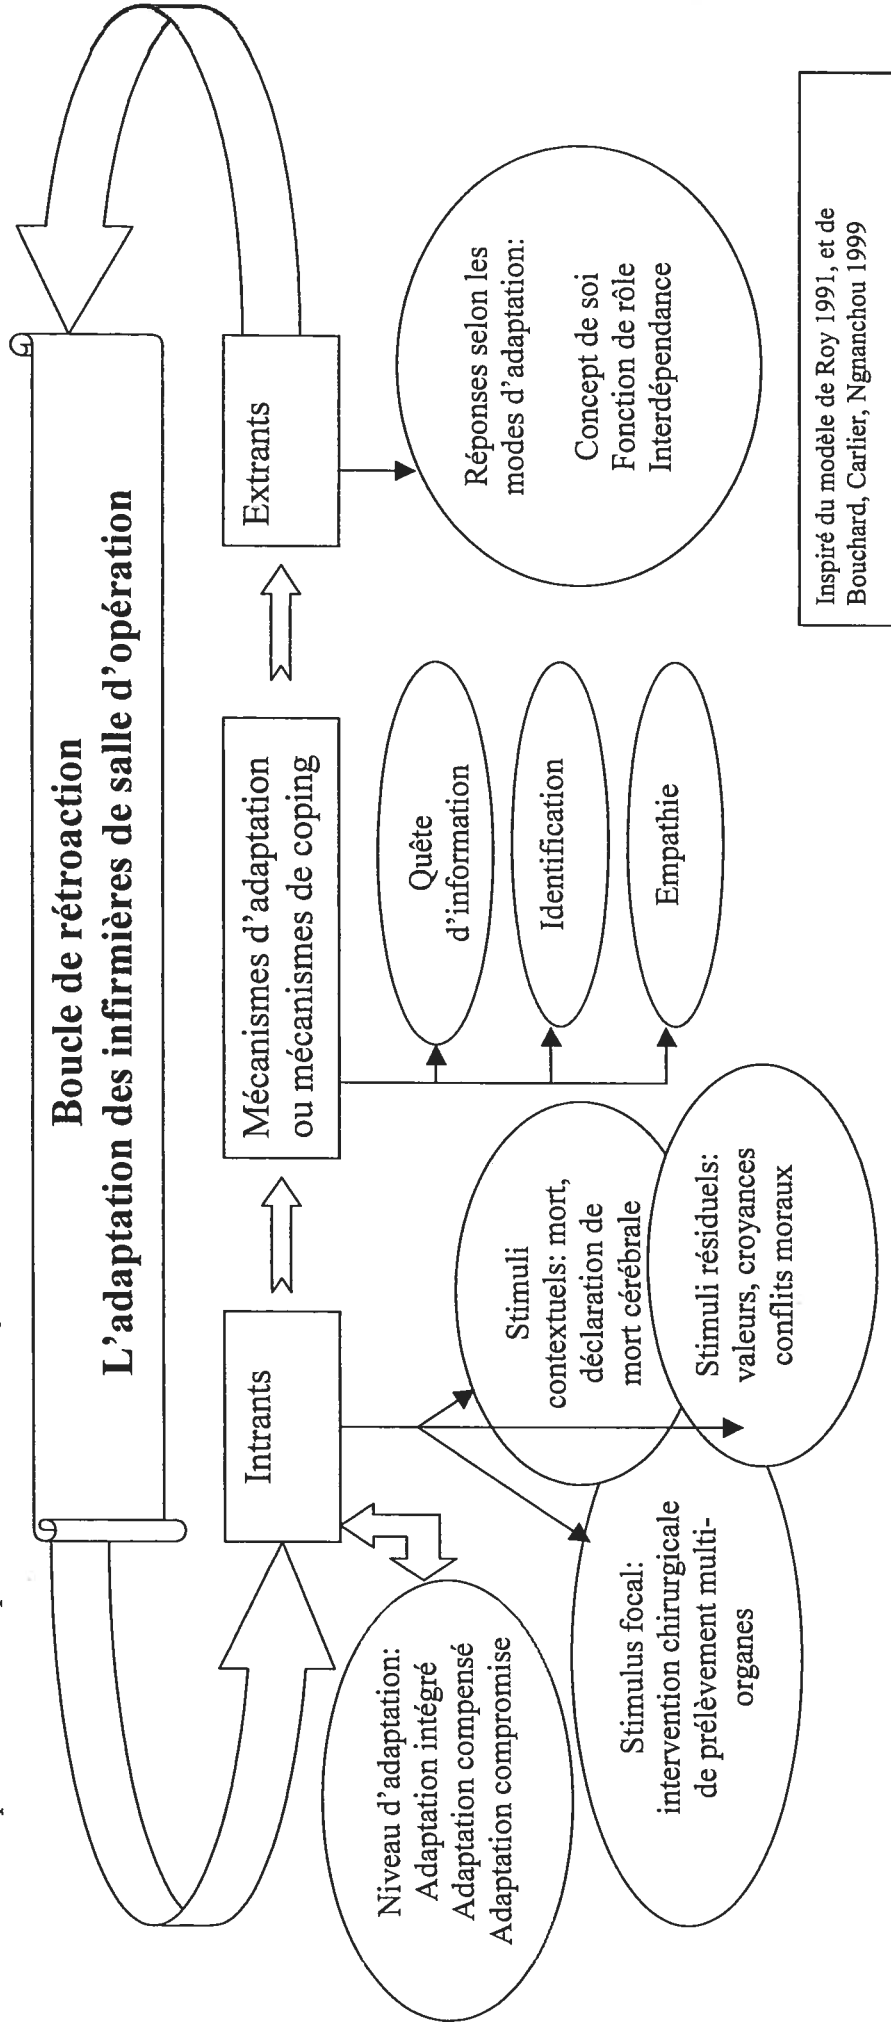 Boucle de rétroaction
L'adaptation des infirmières de salle d'opération
Intrants
Mécanismes d'adaptation
ou mécanismes de coping
Extrants
Niveau d'adaptation:
Adaptation intégré
Adaptation compensé
Adaptation compromise
Stimulus focal:
intervention chirurgicale
de prélèvement multi-
organes
Stimuli
contextuels: mort,
déclaration de
mort cérébrale
Stimuli résiduels:
valeurs, croyances
conflits moraux
Quête
d'information
Identification
Empathie
Réponses selon les
modes d'adaptation:
Concept de soi
Fonction de rôle
Interdépendance
Inspiré du modèle de Roy 1991, et de
Bouchard, Carlier, Ngnanchou 1999